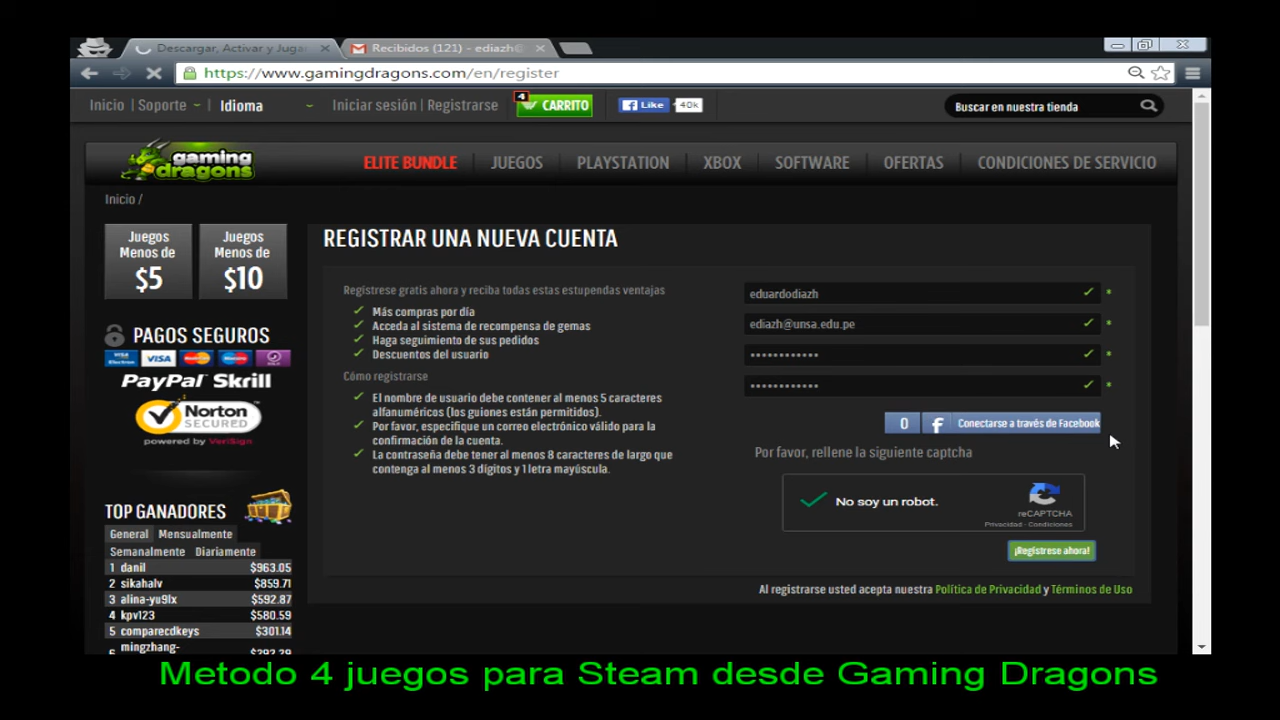 Descargar, Activar y Juga
Recibidos (121) - ediazh@
https://www.gamingdragons.com/en/register
Inicio | Soporte Idioma Iniciar sesión | Registrarse 4 CARRITO Like 40k Buscar en nuestra tienda
gaming dragons
ELITE BUNDLE JUEGOS PLAYSTATION XBOX SOFTWARE OFERTAS CONDICIONES DE SERVICIO
Inicio /
Juegos Menos de $5
Juegos Menos de $10
PAGOS SEGUROS
VISA Electron VISA MasterCard Maestro
PayPal Skrill
Norton
powered by VeriSign
TOP GANADORES
General Mensualmente
Semanalmente Diariamente
1 danil $963.05
2 sikahalv $859.71
3 alina-yu9lx $592.87
4 kpv123 $580.59
5 comparecdkeys $301.14
mingzhang-
REGISTRAR UNA NUEVA CUENTA
Regístrese gratis ahora y reciba todas estas estupendas ventajas
Más compras por día
Acceda al sistema de recompensa de gemas
Haga seguimiento de sus pedidos
Descuentos del usuario
Cómo registrarse
El nombre de usuario debe contener al menos 5 caracteres
alfanuméricos (los guiones están permitidos).
Por favor, especifique un correo electrónico válido para la
confirmación de la cuenta.
La contraseña debe tener al menos 8 caracteres de largo que
contenga al menos 3 dígitos y 1 letra mayúscula.
eduardodiazh *
ediazh@unsa.edu.pe *
•••••••••••• *
•••••••••••• *
0 f Conectarse a través de Facebook
Por favor, rellene la siguiente captcha
No soy un robot.
reCAPTCHA
Privacidad - Condiciones
¡Regístrese ahora!
Al registrarse usted acepta nuestra Política de Privacidad y Términos de Uso
Metodo 4 juegos para Steam desde Gaming Dragons